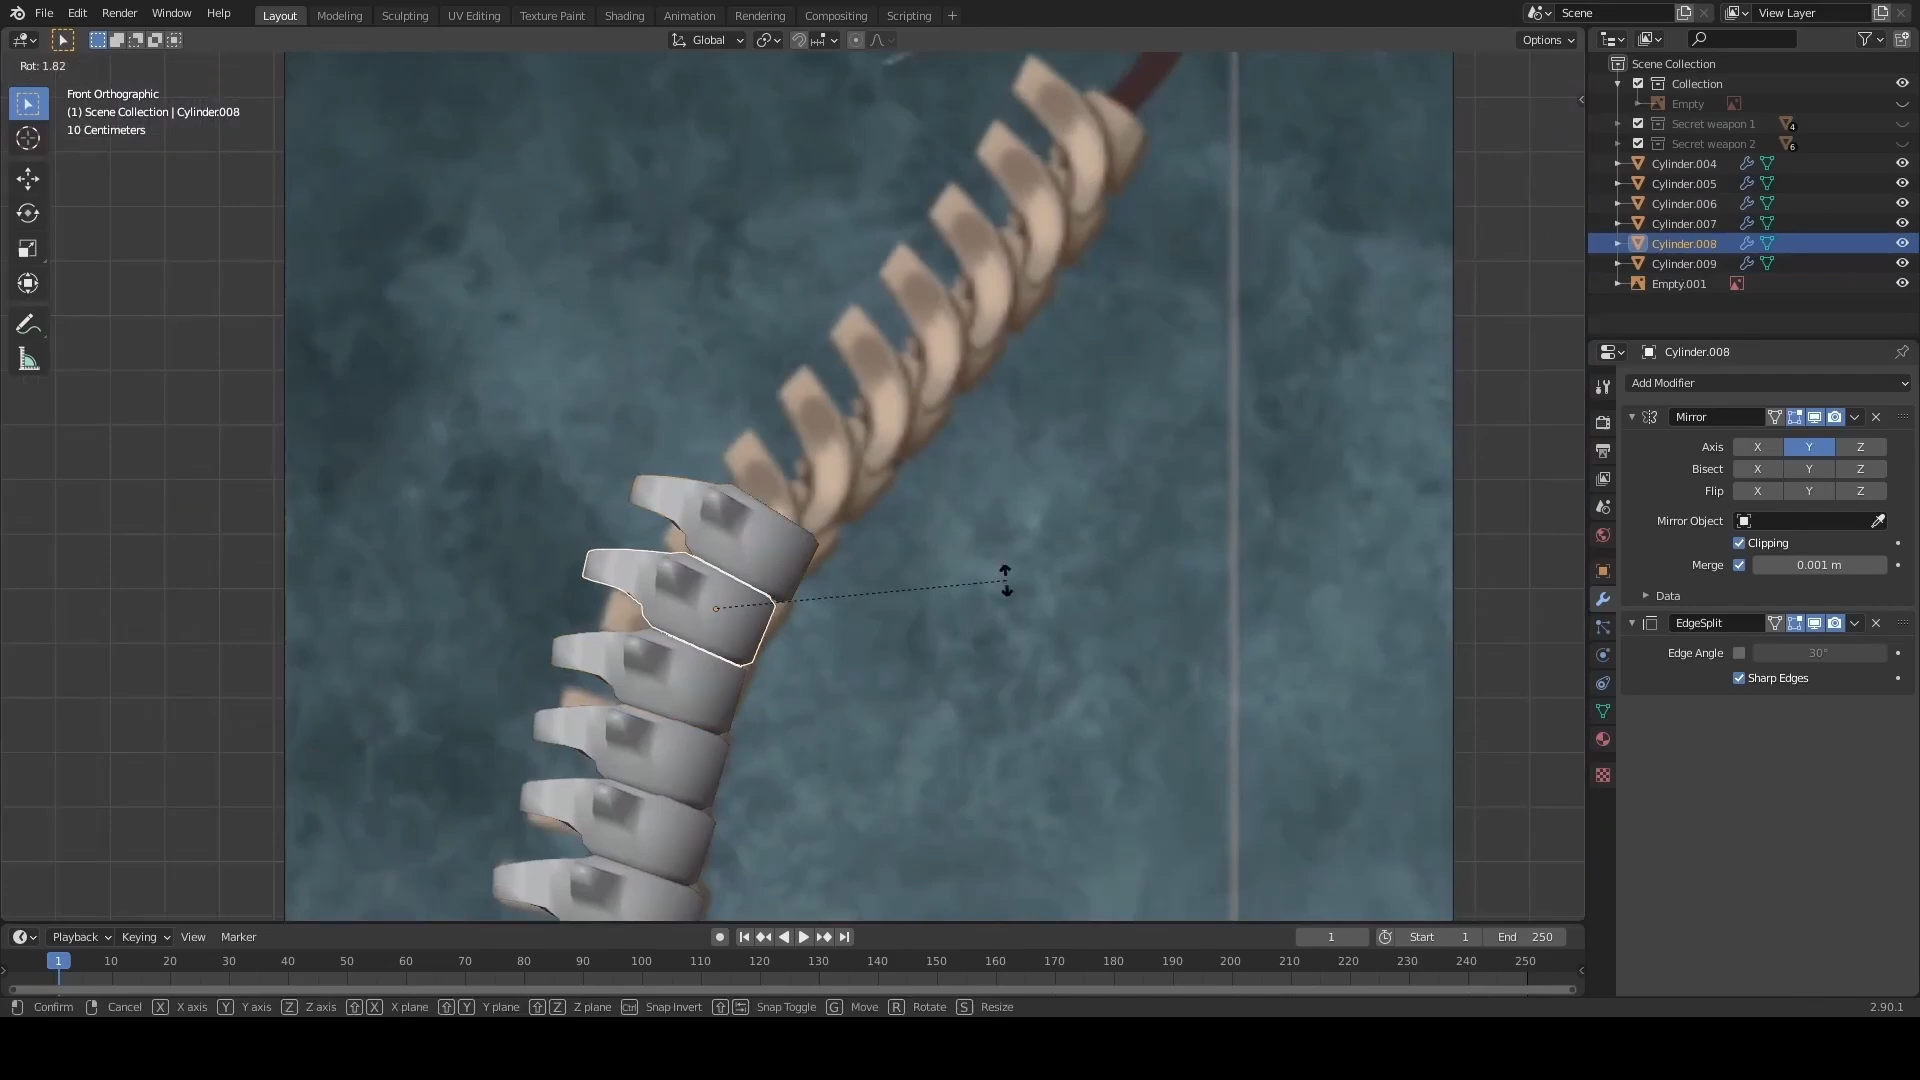 File Edit Render Window Help Layout Modeling Sculpting UV Editing Texture Paint Shading Animation Rendering Compositing Scripting + Scene View Layer
Global Options
Rot: 1.82
Front Orthographic
(1) Scene Collection | Cylinder.008
10 Centimeters
Scene Collection
Collection
Empty
Secret weapon 1 4
Secret weapon 2 6
Cylinder.004
Cylinder.005
Cylinder.006
Cylinder.007
Cylinder.008
Cylinder.009
Empty.001
Cylinder.008
Add Modifier
Mirror
Axis X Y Z
Bisect X Y Z
Flip X Y Z
Mirror Object
Clipping
Merge 0.001 m
Data
EdgeSplit
Edge Angle 30°
Sharp Edges
Playback Keying View Marker 1 Start 1 End 250
1 10 20 30 40 50 60 70 80 90 100 110 120 130 140 150 160 170 180 190 200 210 220 230 240 250
Confirm Cancel X X axis Y Y axis Z Z axis X X plane Y Y plane Z Z plane Ctrl Snap Invert Snap Toggle G Move R Rotate S Resize 2.90.1